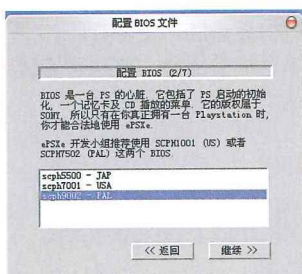 配置 BIOS 文件
配置 BIOS (2/7)
BIOS 是一台 PS 的心脏. 它包括了 PS 启动的初始
化, 一个记忆卡及 CD 播放的菜单. 它的版权属于
SONY, 所以只有在你真正拥有一台 Playstation 时,
你才能合法地使用 ePSXe.
ePSXe 开发小组推荐使用 SCPH1001 (US) 或者
SCPH7502 (PAL) 这两个 BIOS.
scph5500 - JAP
scph7001 - USA
scph9002 - PAL
<< 返回
继续 >>